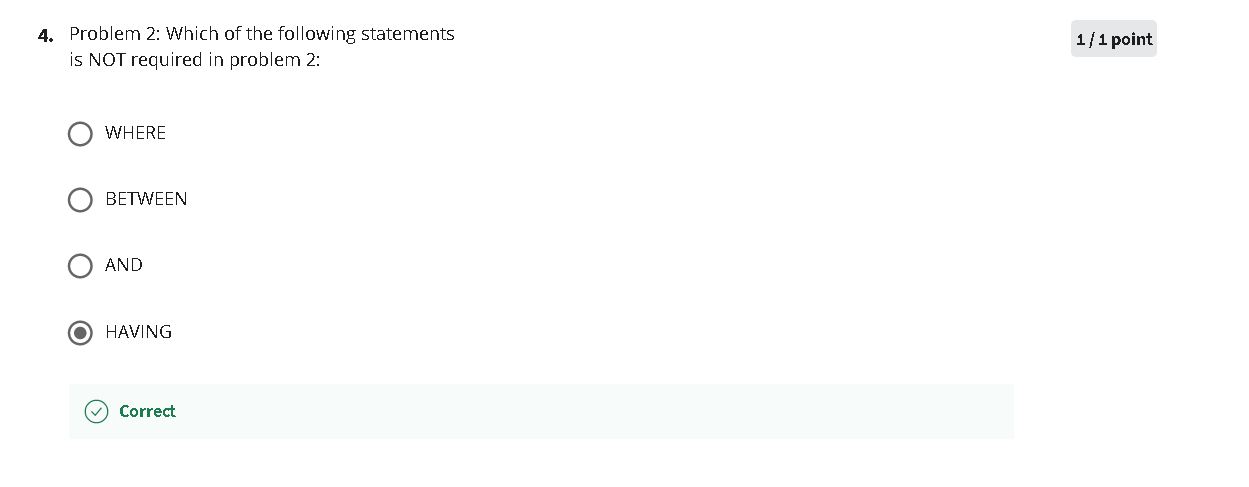 4. Problem 2: Which of the following statements
is NOT required in problem 2:
1 / 1 point
WHERE
BETWEEN
AND
HAVING
Correct